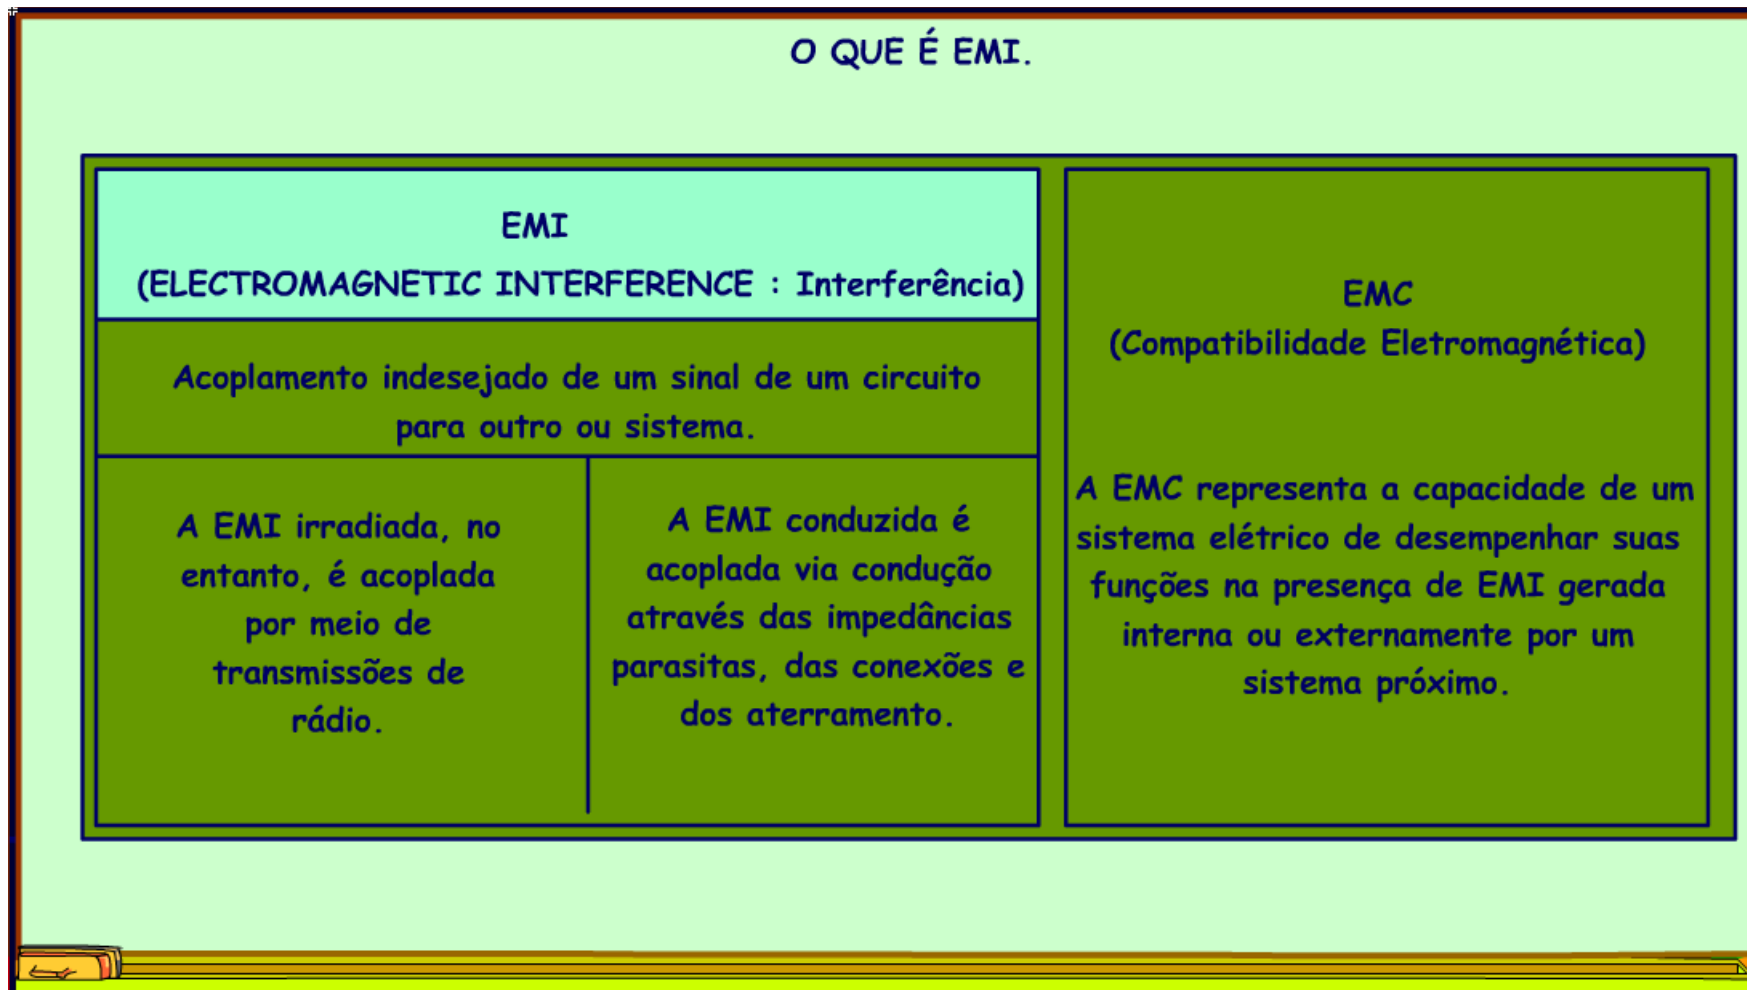 O QUE É EMI.
EMI
(ELECTROMAGNETIC INTERFERENCE : Interferência)
Acoplamento indesejado de um sinal de um circuito
para outro ou sistema.
A EMI irradiada, no
entanto, é acoplada
por meio de
transmissões de
rádio.
A EMI conduzida é
acoplada via condução
através das impedâncias
parasitas, das conexões e
dos aterramento.
EMC
(Compatibilidade Eletromagnética)
A EMC representa a capacidade de um
sistema elétrico de desempenhar suas
funções na presença de EMI gerada
interna ou externamente por um
sistema próximo.